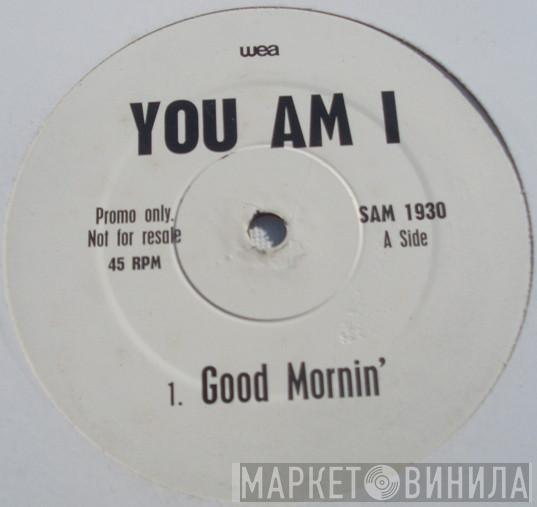 wea
YOU AM I
Promo only.
Not for resale
45 RPM
SAM 1930
A Side
1. Good Mornin'
МАРКЕТ ВИНИЛА